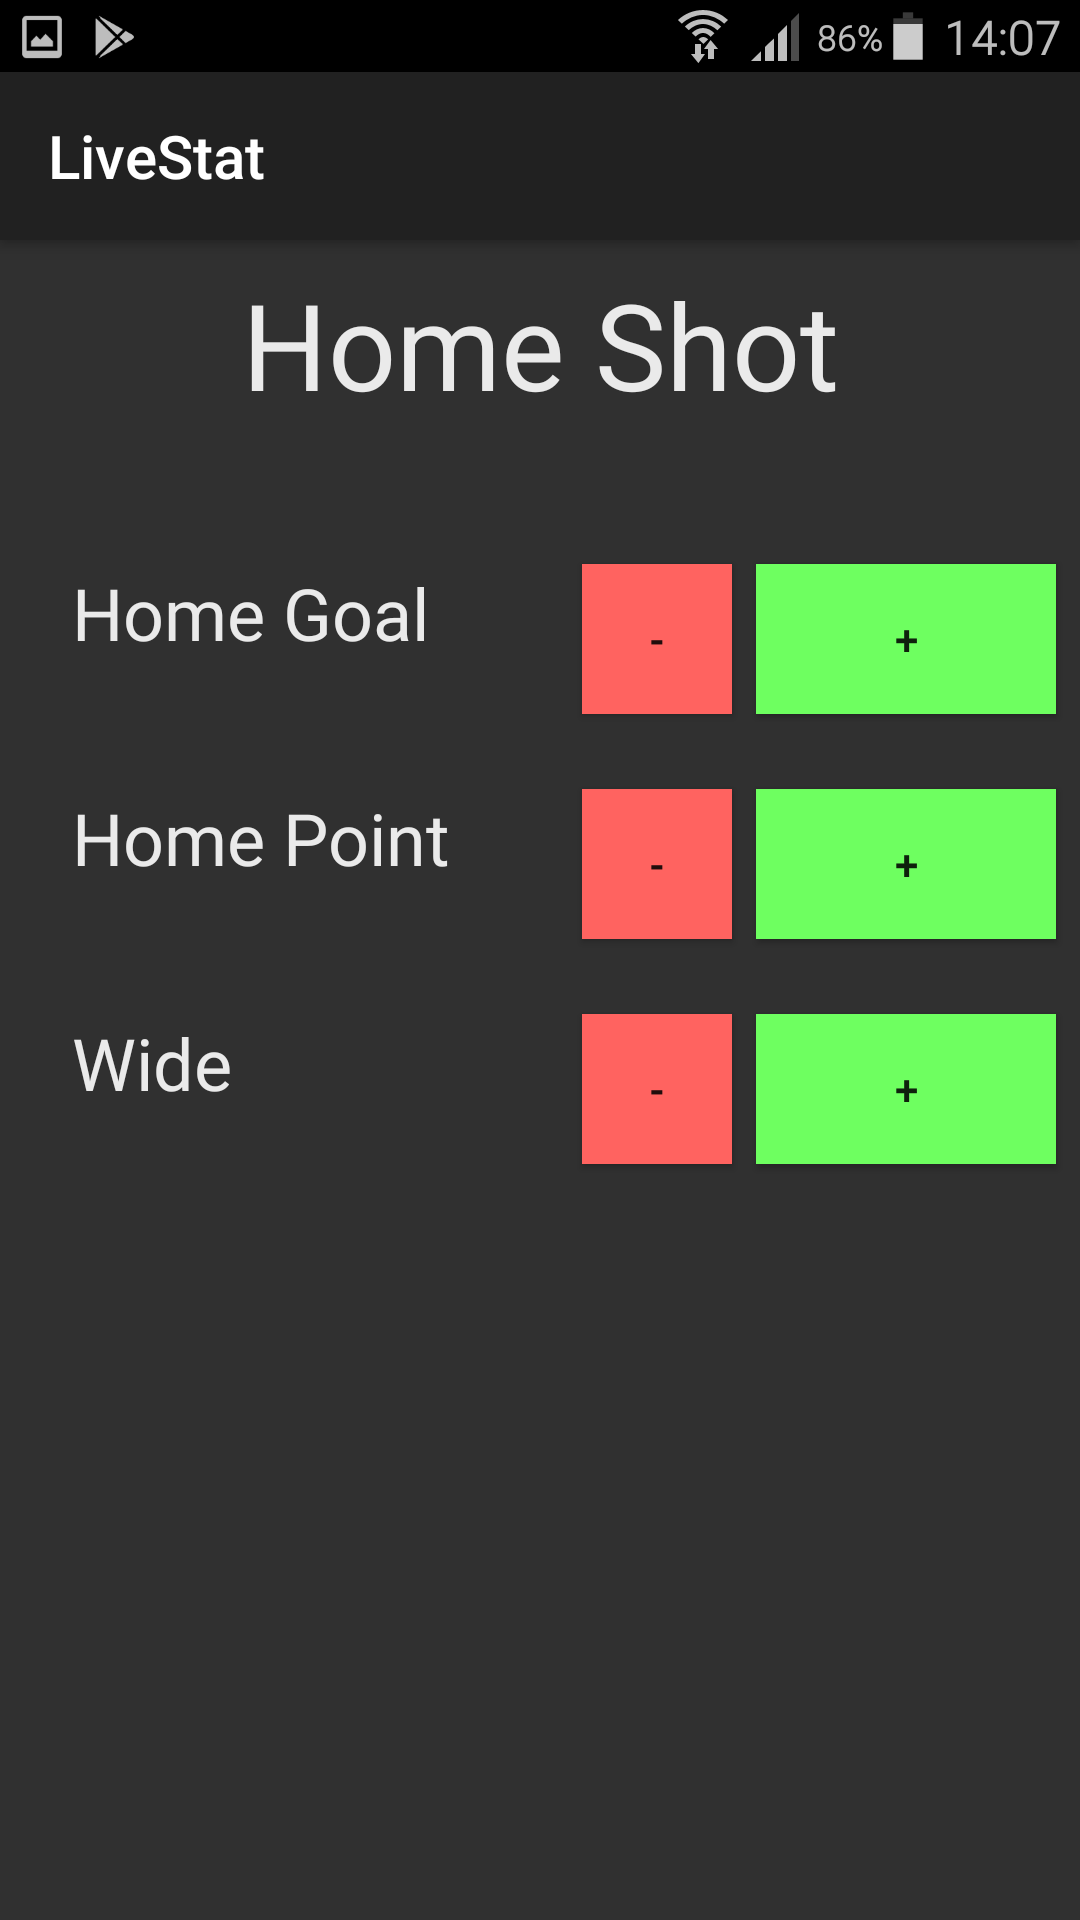 86% 14:07
LiveStat
Home Shot
Home Goal - +
Home Point - +
Wide - +